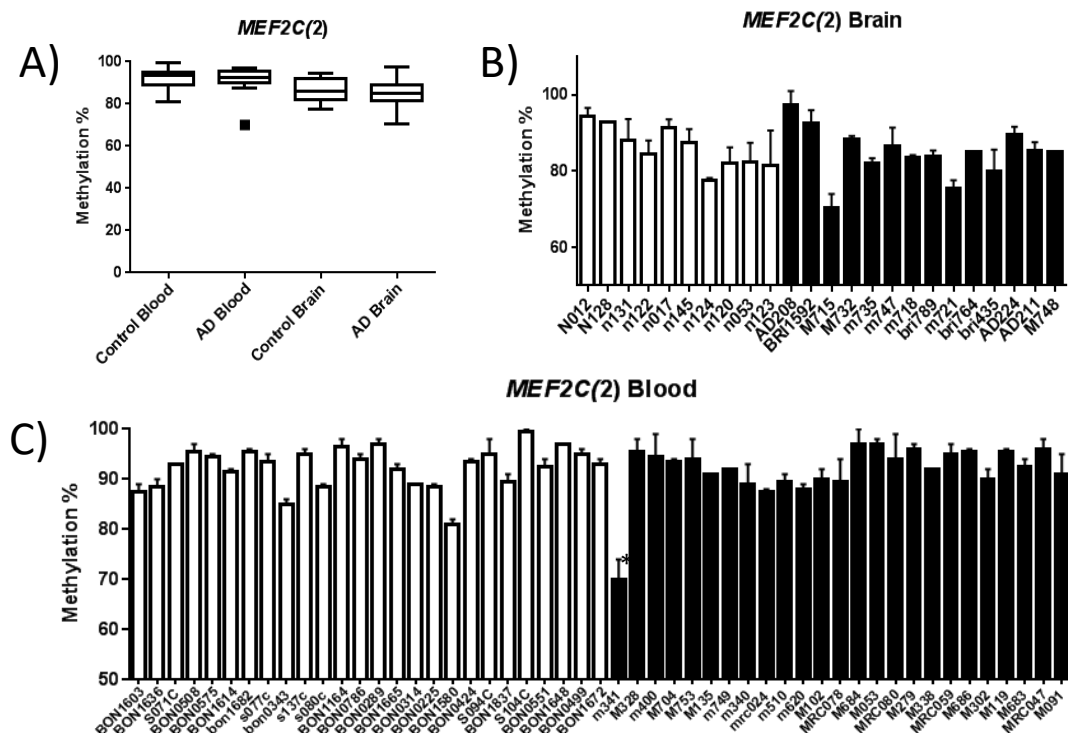 A)
MEF2C(2)
Methylation %
100
80
60
40
20
0
Control Blood
AD Blood
Control Brain
AD Brain
B)
MEF2C(2) Brain
Methylation %
100
80
60
N012
N128
n131
n122
n017
n145
n124
n120
n053
n123
AD208
BRI1592
M715
M732
m735
m747
m718
bri789
m721
bri764
bri435
AD224
AD211
M748
C)
MEF2C(2) Blood
Methylation %
100
90
80
70
60
50
*
BON1603
BON1636
S071C
BON0508
BON0575
BON1614
bon1682
s077c
bon0343
s137c
s080c
BON1164
BON0786
BON0289
BON1665
BON0314
BON0225
BON1580
BON0424
S094C
BON1837
S104C
BON0551
BON1648
BON0499
BON1672
m341
M328
m400
M704
M753
M135
m749
m340
mrc024
m510
m620
M102
MRC078
M684
M053
MRC080
M279
M338
MRC059
M686
M302
M119
M683
MRC047
M091